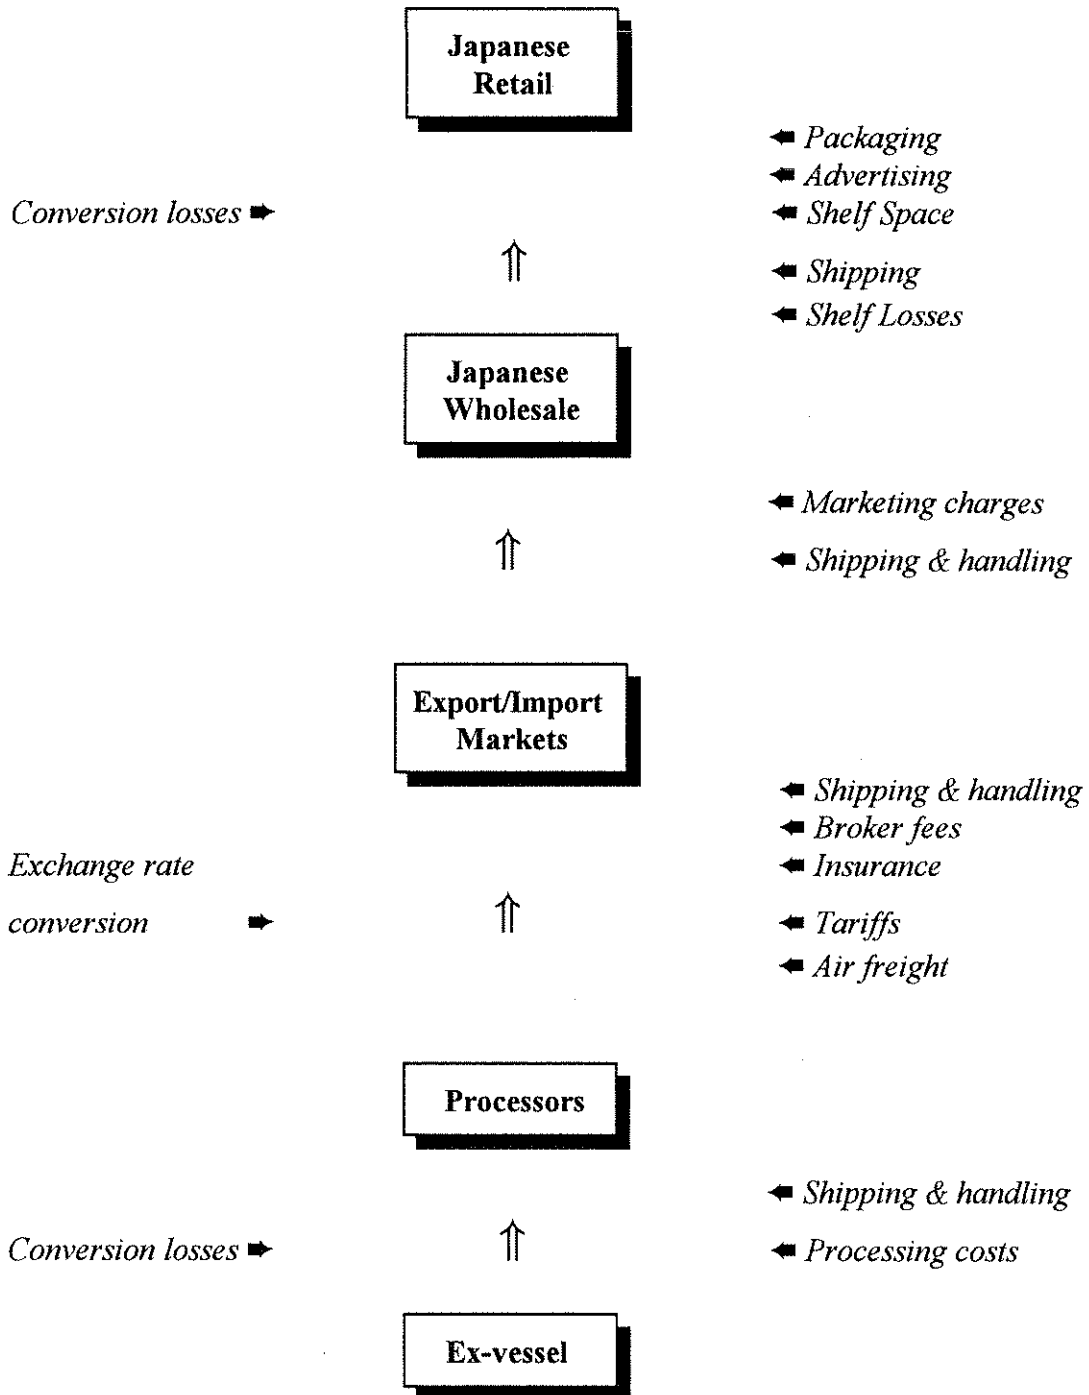 Japanese
Retail
Packaging
Advertising
Conversion losses
Shelf Space
Shipping
Shelf Losses
Japanese
Wholesale
Marketing charges
Shipping & handling
Export/Import
Markets
Shipping & handling
Broker fees
Exchange rate
Insurance
conversion
Tariffs
Air freight
Processors
Shipping & handling
Conversion losses
Processing costs
Ex-vessel